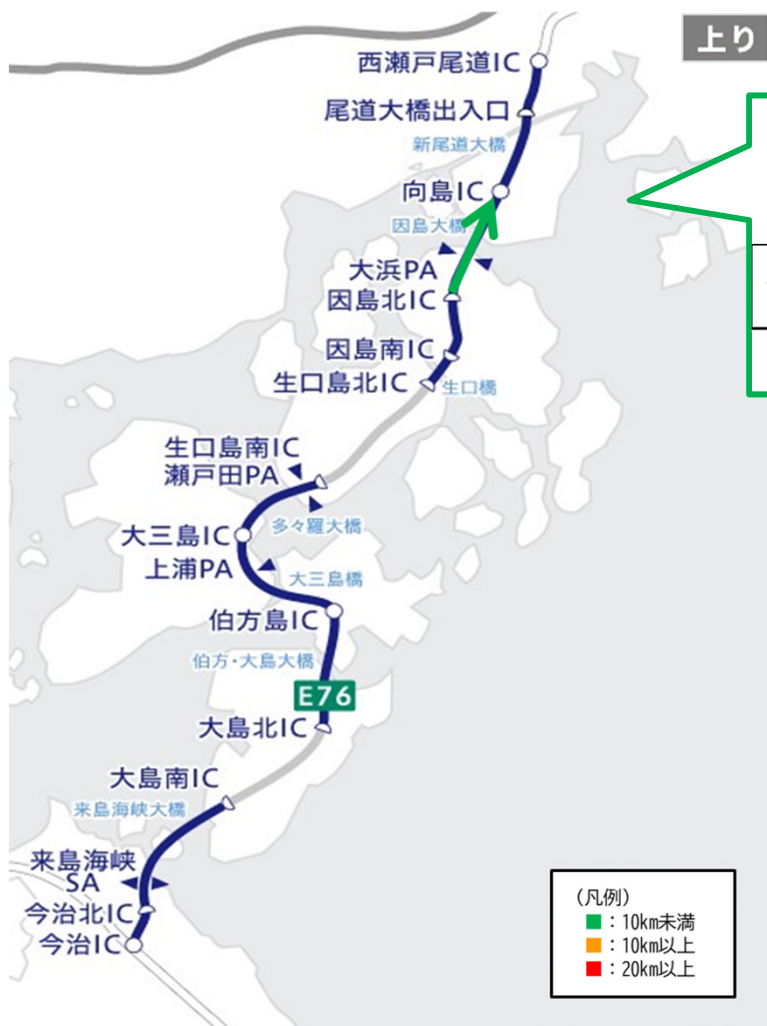 上り
西瀬戸尾道IC
尾道大橋出入口
新尾道大橋
向島IC
因島大橋
大浜PA
因島北IC
因島南IC
生口島北IC
生口橋
生口島南IC
瀬戸田PA
多々羅大橋
大三島IC
上浦PA
大三島橋
伯方島IC
伯方・大島大橋
E76
大島北IC
大島南IC
来島海峡大橋
来島海峡
SA
今治北IC
今治IC
(凡例)
:10km未満
:10km以上
:20km以上